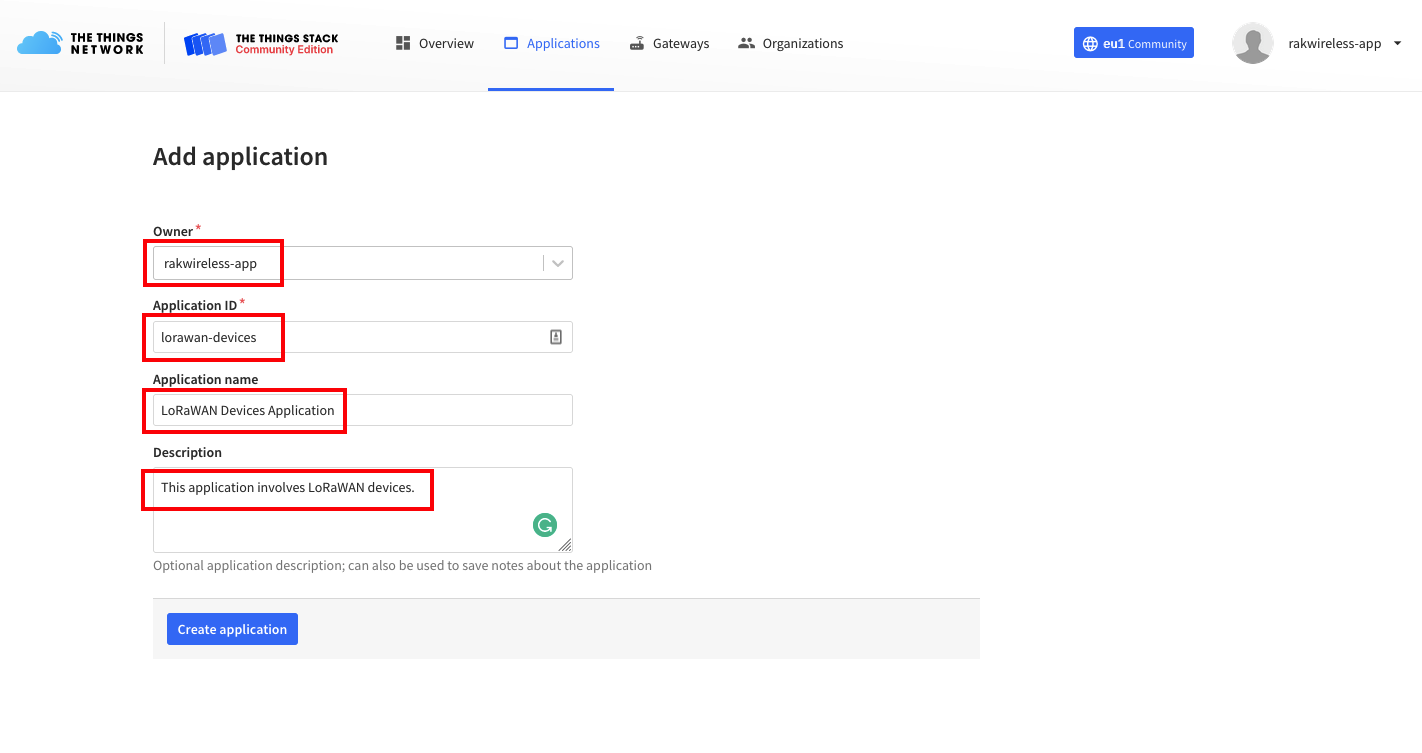 THE THINGS
NETWORK
THE THINGS STACK
Community Edition
Overview
Applications
Gateways
Organizations
eu1 Community
rakwireless-app
Add application
Owner*
rakwireless-app
Application ID*
lorawan-devices
Application name
LoRaWAN Devices Application
Description
This application involves LoRaWAN devices.
Optional application description; can also be used to save notes about the application
Create application